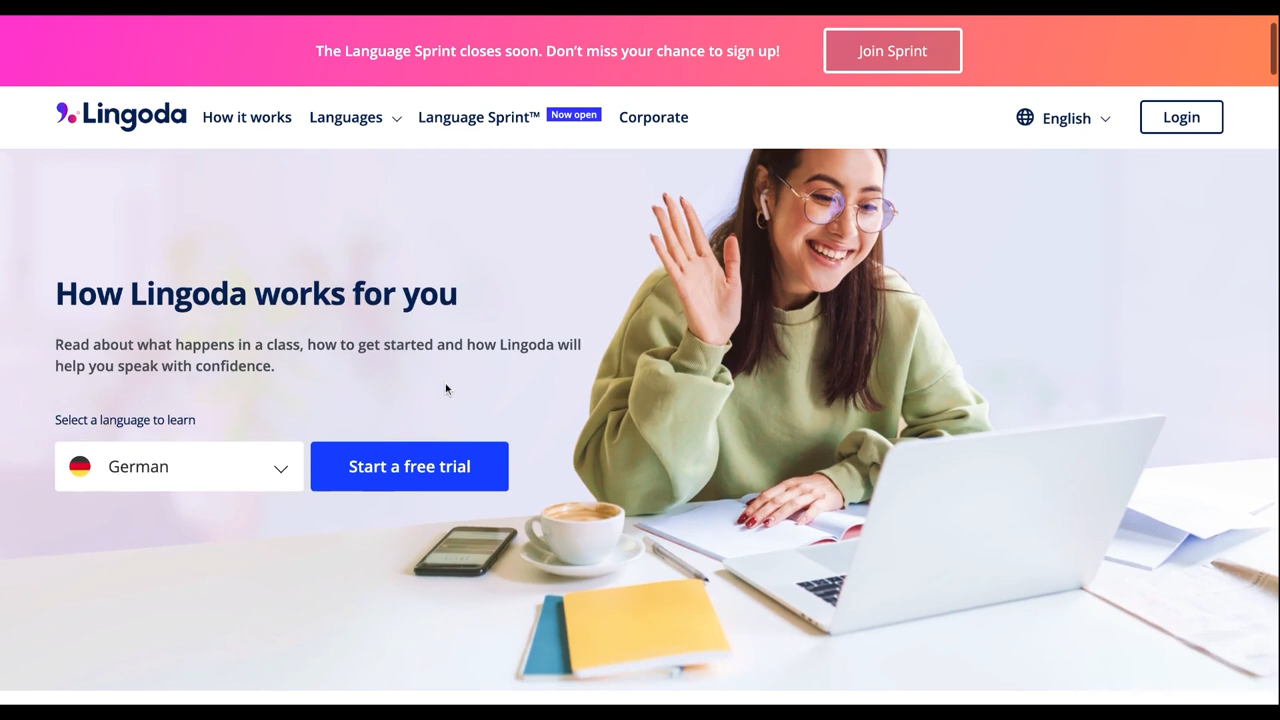 The Language Sprint closes soon. Don't miss your chance to sign up!
Join Sprint
Lingoda
How it works
Languages
Language Sprint™
Now open
Corporate
English
Login
How Lingoda works for you
Read about what happens in a class, how to get started and how Lingoda will
help you speak with confidence.
Select a language to learn
German
Start a free trial